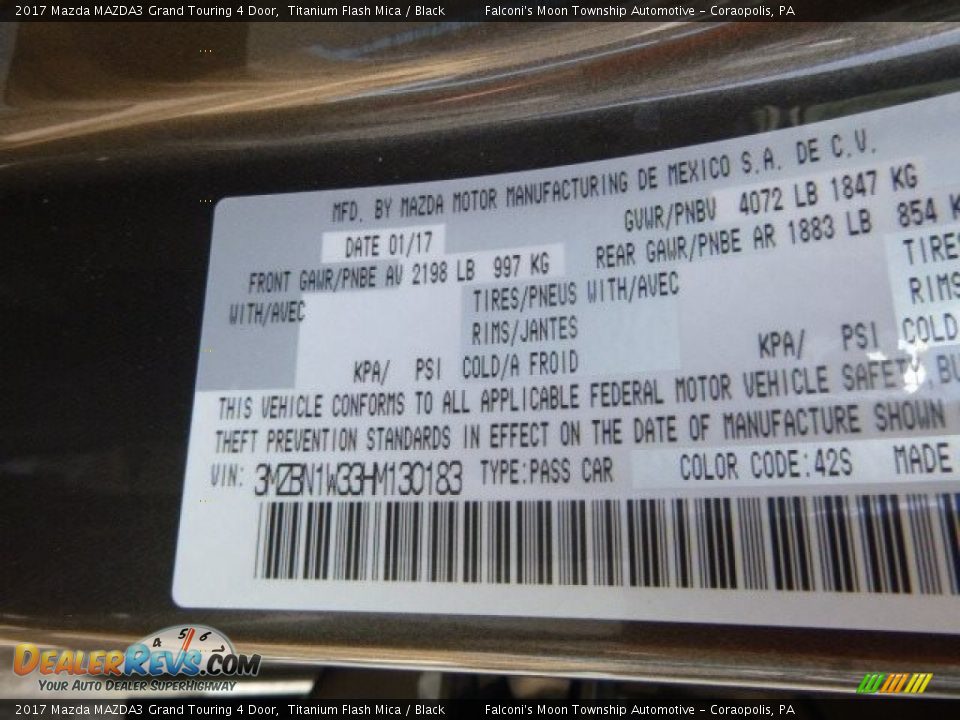 2017 Mazda MAZDA3 Grand Touring 4 Door, Titanium Flash Mica / Black Falconi's Moon Township Automotive - Coraopolis, PA
MFD. BY MAZDA MOTOR MANUFACTURING DE MEXICO S.A. DE C.V.
DATE 01/17 GVWR/PNBV 4072 LB 1847 KG
FRONT GAWR/PNBE AV 2198 LB 997 KG REAR GAWR/PNBE AR 1883 LB 854 K
WITH/AVEC TIRES/PNEUS WITH/AVEC TIRES
RIMS/JANTES RIMS
KPA/ PSI COLD/A FROID KPA/ PSI COLD
THIS VEHICLE CONFORMS TO ALL APPLICABLE FEDERAL MOTOR VEHICLE SAFETY, BU
THEFT PREVENTION STANDARDS IN EFFECT ON THE DATE OF MANUFACTURE SHOWN
VIN: 3MZBN1W33HM130183 TYPE:PASS CAR COLOR CODE:42S MADE
4 5 6
DEALERREVS.COM
Your Auto Dealer SuperHighway
2017 Mazda MAZDA3 Grand Touring 4 Door, Titanium Flash Mica / Black Falconi's Moon Township Automotive - Coraopolis, PA